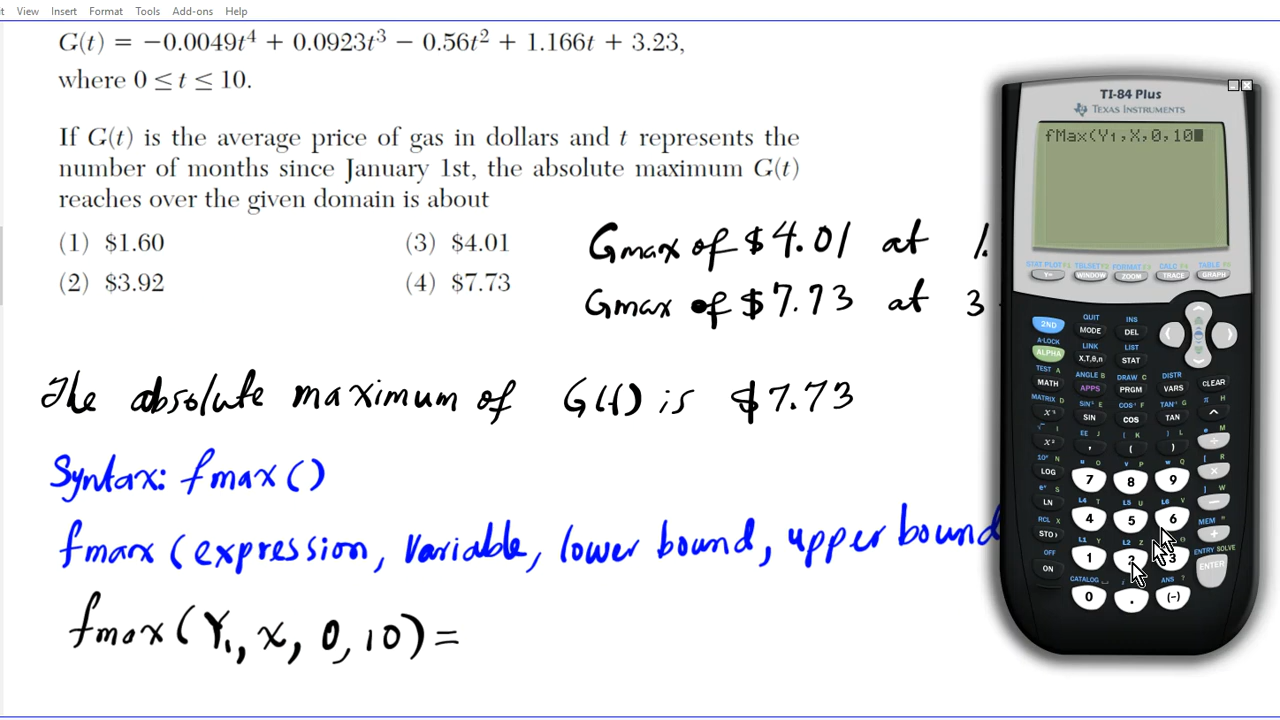 t View Insert Format Tools Add-ons Help
G(t) = −0.0049t⁴ + 0.0923t³ − 0.56t² + 1.166t + 3.23,
where 0 ≤ t ≤ 10.
If G(t) is the average price of gas in dollars and t represents the
number of months since January 1st, the absolute maximum G(t)
reaches over the given domain is about
(1) $1.60 (3) $4.01
(2) $3.92 (4) $7.73
Gmax of $4.01 at 1.
Gmax of $7.73 at 3
The absolute maximum of G(t) is $7.73
Syntax: fmax()
fmax (expression, variable, lower bound, upper bound
fmax (Y₁, x, 0, 10) =
TI-84 Plus
TEXAS INSTRUMENTS
fMax(Y₁,X,0,10
STAT PLOT F1 TBLSET F2 FORMAT F3 CALC F4 TABLE F5
Y= WINDOW ZOOM TRACE GRAPH
QUIT INS
2ND MODE DEL
A-LOCK LINK LIST
ALPHA X,T,θ,n STAT
TEST A ANGLE B DRAW C DISTR
MATH APPS PRGM VARS CLEAR
MATRIX D SIN⁻¹ E COS⁻¹ F TAN⁻¹ G π H
x⁻¹ SIN COS TAN ^
√ I EE J { K } L e M
x² , ( ) ÷
10ˣ N u O v P w Q [ R
LOG 7 8 9 ×
eˣ S L4 T L5 U L6 V ] W
LN 4 5 6 −
RCL X L1 Y L2 Z θ MEM "
STO› 1 2 3 +
OFF CATALOG i ANS ? ENTRY SOLVE
ON 0 . (-) ENTER